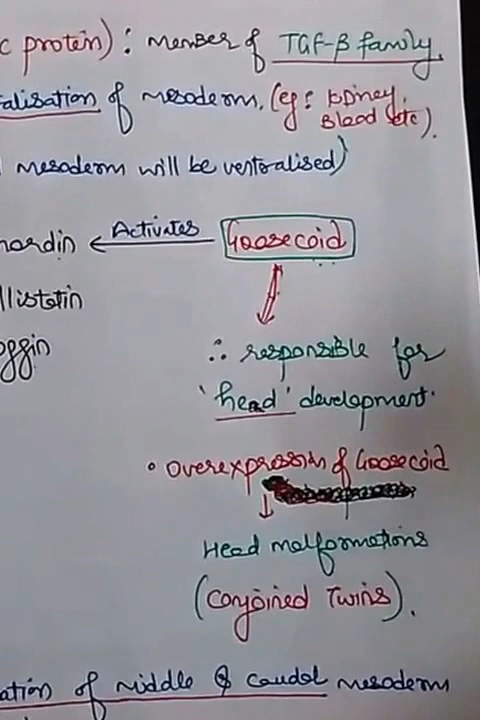 c protein) : member of TGF-β family.
alisation of mesoderm. (eg: kidney,
Blood etc).
mesoderm will be ventralised)
hordin ← Activates Goosecoid
llistatin
oggin
∴ responsible for
'head' development.
• overexpression of Goosecoid
↓
Head malformations
(Conjoined Twins).
ation of middle & caudal mesoderm